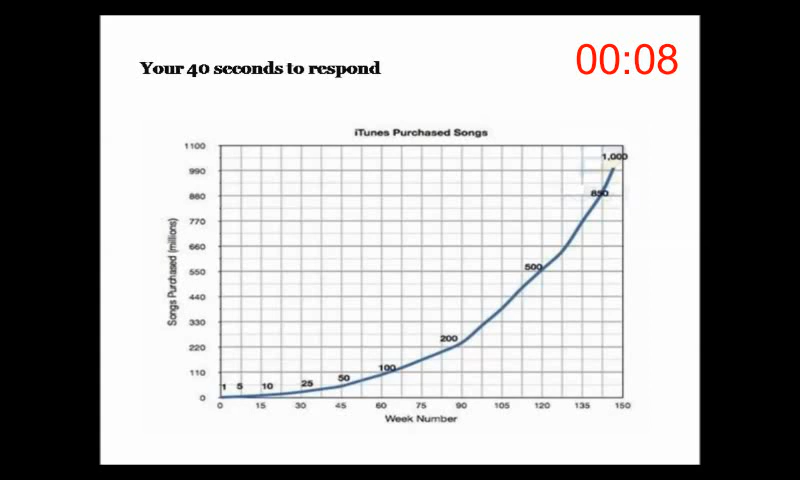 Your 40 seconds to respond
00:08
iTunes Purchased Songs
Songs Purchased (millions)
1100
990
880
770
660
550
440
330
220
110
0
1 5 10 25 50 100 200 500 850 1,000
0 15 30 45 60 75 90 105 120 135 150
Week Number